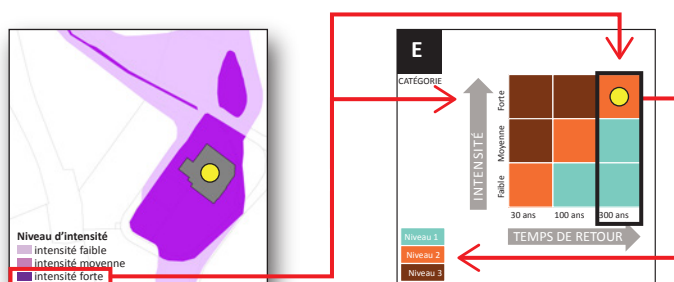 Niveau d'intensité
intensité faible
intensité moyenne
intensité forte
E
CATÉGORIE
INTENSITÉ
Forte
Moyenne
Faible
30 ans
100 ans
300 ans
TEMPS DE RETOUR
Niveau 1
Niveau 2
Niveau 3